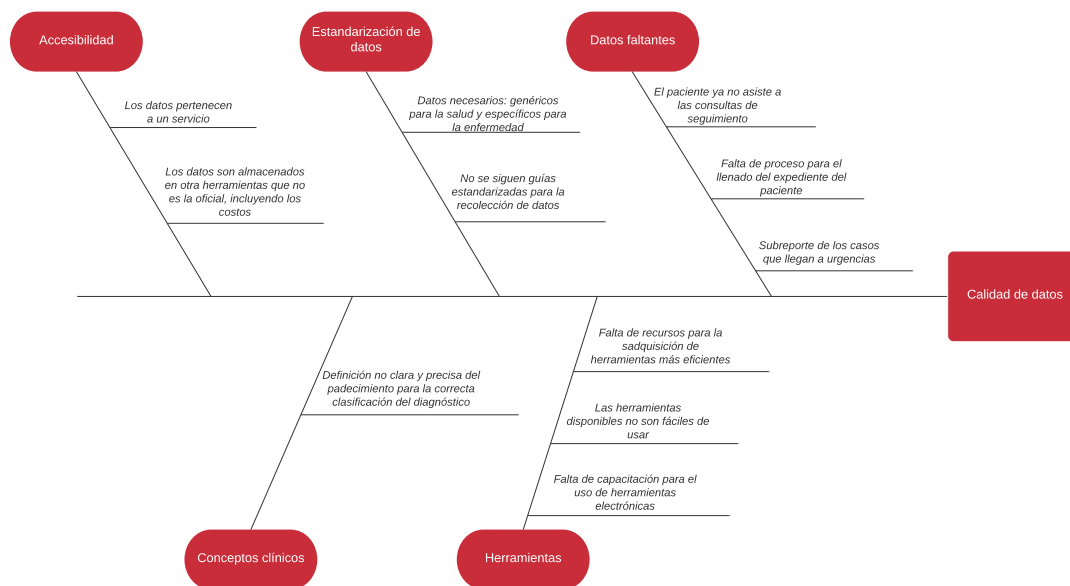 Accesibilidad
Estandarización de
datos
Datos faltantes
Los datos pertenecen
a un servicio
Los datos son almacenados
en otra herramientas que no
es la oficial, incluyendo los
costos
Datos necesarios: genéricos
para la salud y específicos para
la enfermedad
No se siguen guías
estandarizadas para la
recolección de datos
El paciente ya no asiste a
las consultas de
seguimiento
Falta de proceso para el
llenado del expediente del
paciente
Subreporte de los casos
que llegan a urgencias
Calidad de datos
Definición no clara y precisa del
padecimiento para la correcta
clasificación del diagnóstico
Falta de recursos para la
sadquisición de
herramientas más eficientes
Las herramientas
disponibles no son fáciles de
usar
Falta de capacitación para el
uso de herramientas
electrónicas
Conceptos clínicos
Herramientas